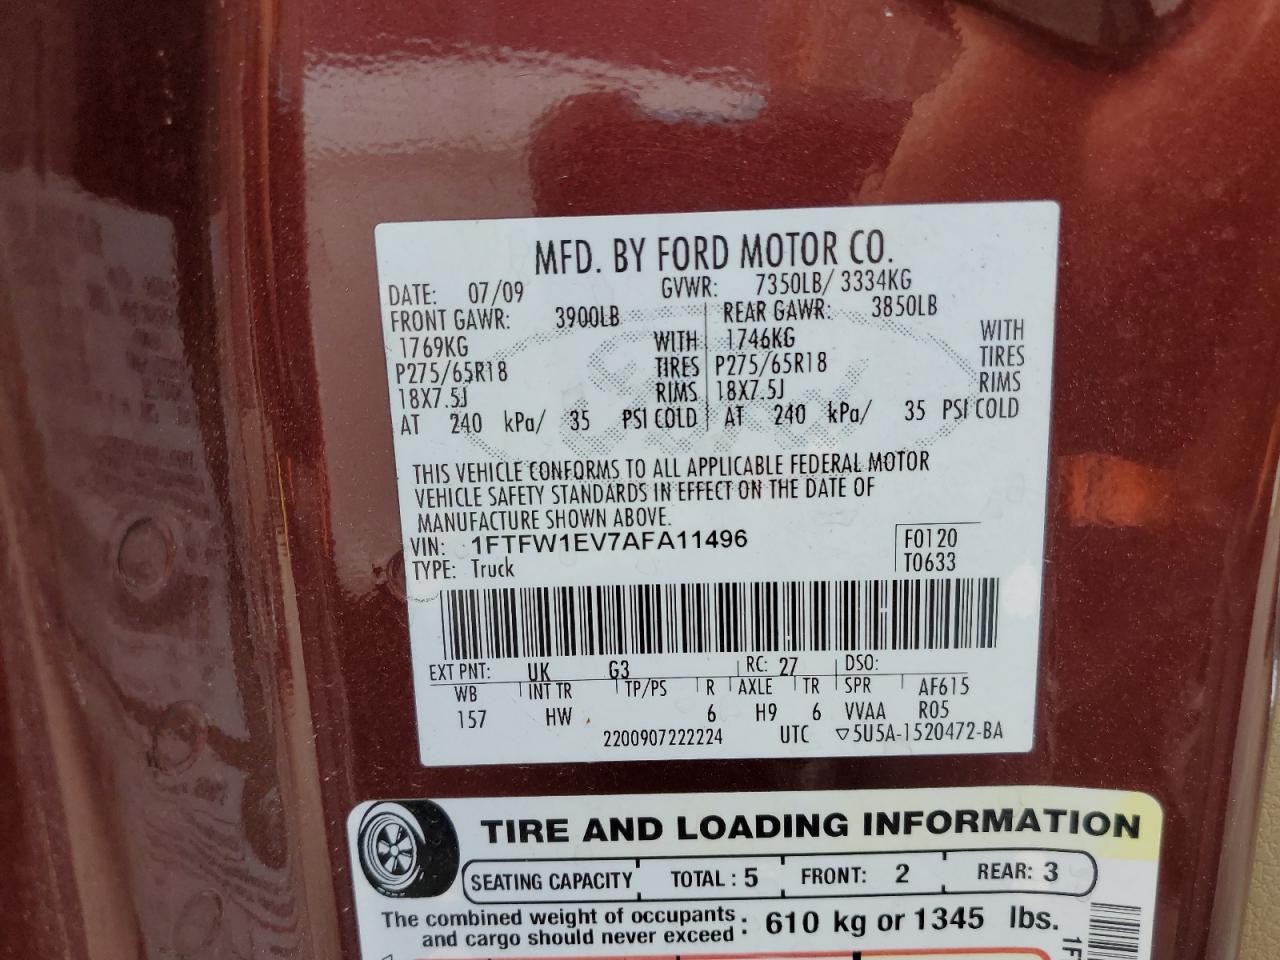 MFD. BY FORD MOTOR CO.
DATE: 07/09 GVWR: 7350LB/ 3334KG
FRONT GAWR: 3900LB REAR GAWR: 3850LB
1769KG WITH 1746KG WITH
P275/65R18 TIRES P275/65R18 TIRES
18X7.5J RIMS 18X7.5J RIMS
AT 240 kPa/ 35 PSI COLD AT 240 kPa/ 35 PSI COLD
THIS VEHICLE CONFORMS TO ALL APPLICABLE FEDERAL MOTOR
VEHICLE SAFETY STANDARDS IN EFFECT ON THE DATE OF
MANUFACTURE SHOWN ABOVE.
VIN: 1FTFW1EV7AFA11496 F0120
TYPE: Truck T0633
EXT PNT: UK G3 RC: 27 DSO:
WB INT TR TP/PS R AXLE TR SPR AF615
157 HW 6 H9 6 VVAA R05
2200907222224 UTC ▽5U5A-1520472-BA
TIRE AND LOADING INFORMATION
SEATING CAPACITY TOTAL : 5 FRONT: 2 REAR: 3
The combined weight of occupants : 610 kg or 1345 lbs.
and cargo should never exceed :
1F